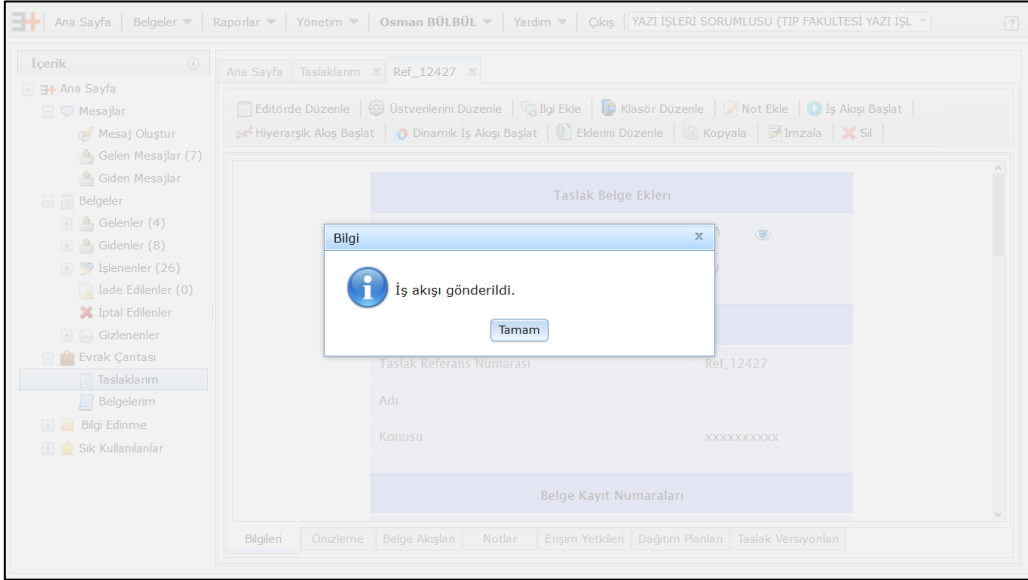 Ana Sayfa Belgeler Raporlar Yönetim Osman BÜLBÜL Yardım Çıkış YAZI İŞLERİ SORUMLUSU (TIP FAKÜLTESİ YAZI İŞL ?
İçerik
Ana Sayfa
Mesajlar
Mesaj Oluştur
Gelen Mesajlar (7)
Giden Mesajlar
Belgeler
Gelenler (4)
Gidenler (8)
İşlenenler (26)
İade Edilenler (0)
İptal Edilenler
Gizlenenler
Evrak Çantası
Taslaklarım
Belgelerim
Bilgi Edinme
Sık Kullanılanlar
Ana Sayfa Taslaklarım x Ref_12427 x
Editörde Düzenle Üstverilerini Düzenle İlgi Ekle Klasör Düzenle Not Ekle İş Akışı Başlat
Hiyerarşik Akış Başlat Dinamik İş Akışı Başlat Eklerini Düzenle Kopyala İmzala Sil
Taslak Belge Ekleri
Bilgi x
İş akışı gönderildi.
Tamam
Taslak Referans Numarası Ref_12427
Adı
Konusu xxxxxxxxxx
Belge Kayıt Numaraları
Bilgileri Önizleme Belge Akışları Notlar Erişim Yetkileri Dağıtım Planları Taslak Versiyonları